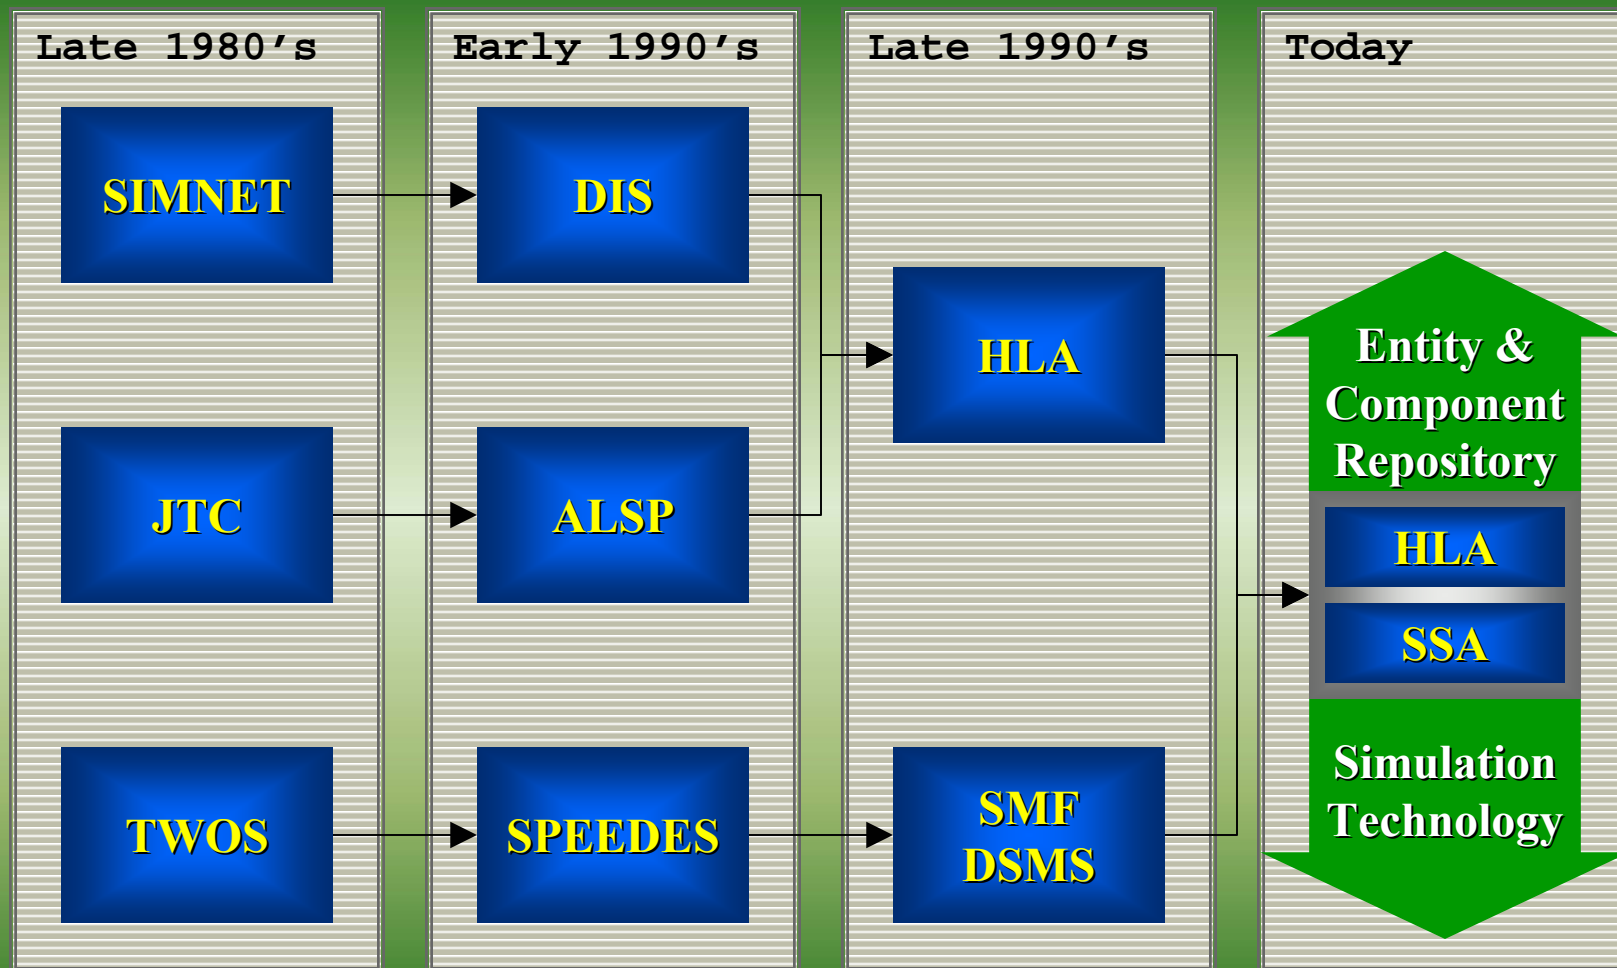 Late 1980’s
Early 1990’s
Late 1990’s
Today
SIMNET
DIS
HLA
JTC
ALSP
TWOS
SPEEDES
SMF
DSMS
Entity &
Component
Repository
HLA
SSA
Simulation
Technology